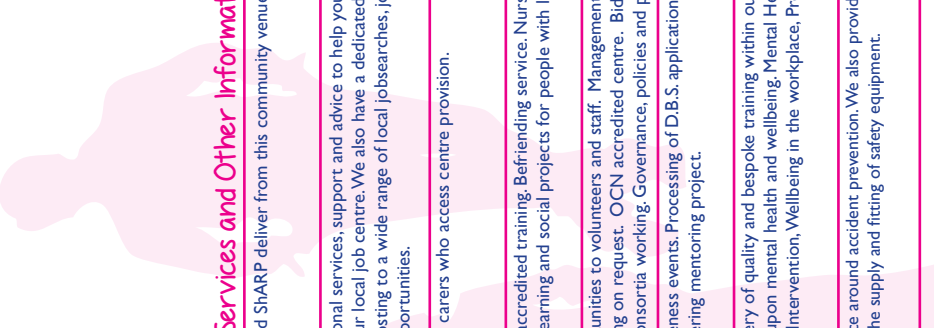 Services and Other Informat
d ShARP deliver from this community venue
onal services, support and advice to help you
ur local job centre. We also have a dedicated
osting to a wide range of local jobsearches, jo
portunities.
carers who access centre provision.
accredited training. Befriending service. Nurs
earning and social projects for people with l
unities to volunteers and staff. Management
ng on request. OCN accredited centre. Bid
onsortia working. Governance, policies and p
eness events. Processing of D.B.S. application
ering mentoring project.
ery of quality and bespoke training within ou
upon mental health and wellbeing. Mental He
Intervention, Wellbeing in the workplace, Pr
ce around accident prevention. We also provid
he supply and fitting of safety equipment.